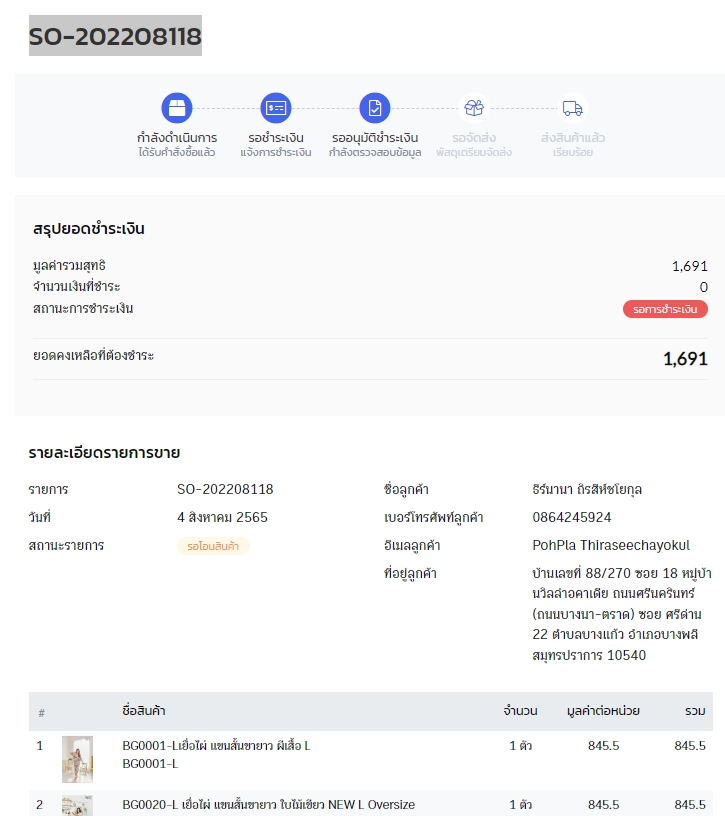 SO-202208118
กำลังดำเนินการ รอชำระเงิน รออนุมัติชำระเงิน รอจัดส่ง ส่งสินค้าแล้ว
ได้รับคำสั่งซื้อแล้ว แจ้งการชำระเงิน กำลังตรวจสอบข้อมูล พัสดุเตรียมจัดส่ง เรียบร้อย
สรุปยอดชำระเงิน
มูลค่ารวมสุทธิ 1,691
จำนวนเงินที่ชำระ 0
สถานะการชำระเงิน รอการชำระเงิน
ยอดคงเหลือที่ต้องชำระ 1,691
รายละเอียดรายการขาย
รายการ SO-202208118
วันที่ 4 สิงหาคม 2565
สถานะรายการ รอโอนสินค้า
ชื่อลูกค้า ธีร์นานา ถิรสีห์ชโยกุล
เบอร์โทรศัพท์ลูกค้า 0864245924
อีเมลลูกค้า PohPla Thiraseechayokul
ที่อยู่ลูกค้า บ้านเลขที่ 88/270 ซอย 18 หมู่บ้า
นวิลล่าอคาเดีย ถนนศรีนครินทร์
(ถนนบางนา-ตราด) ซอย ศรีด่าน
22 ตำบลบางแก้ว อำเภอบางพลี
สมุทรปราการ 10540
# ชื่อสินค้า จำนวน มูลค่าต่อหน่วย รวม
1 BG0001-Lเยื่อไผ่ แขนสั้นขายาว ผีเสื้อ L 1 ตัว 845.5 845.5
BG0001-L
2 BG0020-L เยื่อไผ่ แขนสั้นขายาว ใบไม้เขียว NEW L Oversize 1 ตัว 845.5 845.5